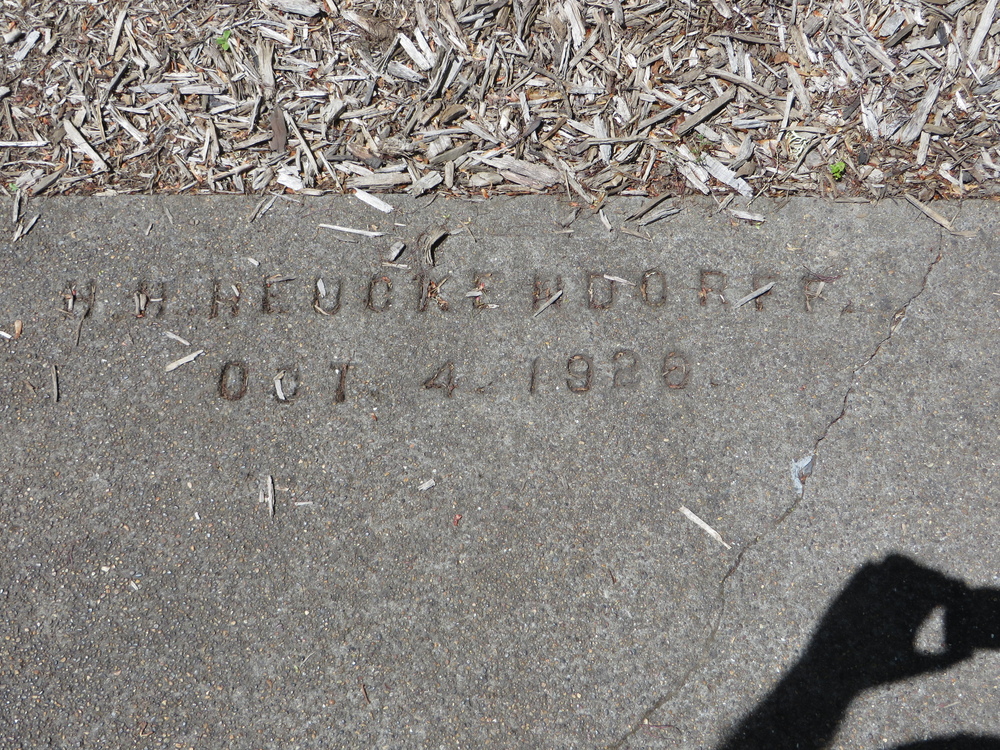 H.H.HEUCKENDORFF.
OCT. 4. 1926.